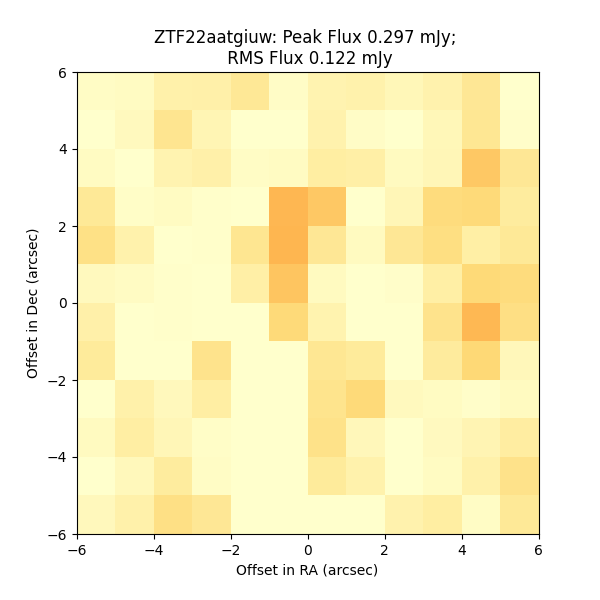 ZTF22aatgiuw: Peak Flux 0.297 mJy;
RMS Flux 0.122 mJy
6
4
2
0
−2
−4
−6
Offset in Dec (arcsec)
−6 −4 −2 0 2 4 6
Offset in RA (arcsec)